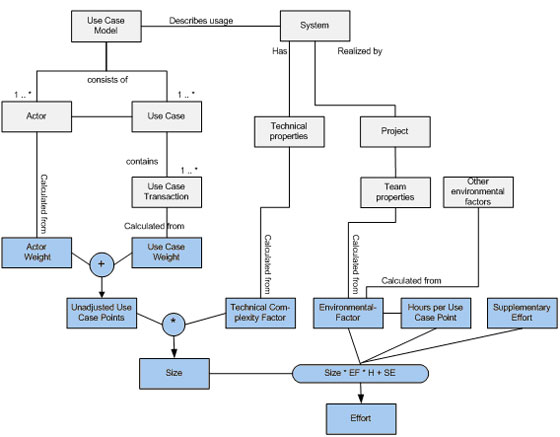 Use Case
Model
Describes usage
System
Has
Realized by
consists of
1 .. *
1 .. *
Actor
Use Case
Technical
properties
Project
contains
1 .. *
Use Case
Transaction
Team
properties
Other
environmental
factors
Calculated from
Calculated from
Calculated from
Calculated from
Calculated from
Actor
Weight
+
Use Case
Weight
Unadjusted Use
Case Points
*
Technical Com-
plexity Factor
Environmental-
Factor
Hours per Use
Case Point
Supplementary
Effort
Size
Size * EF * H + SE
Effort